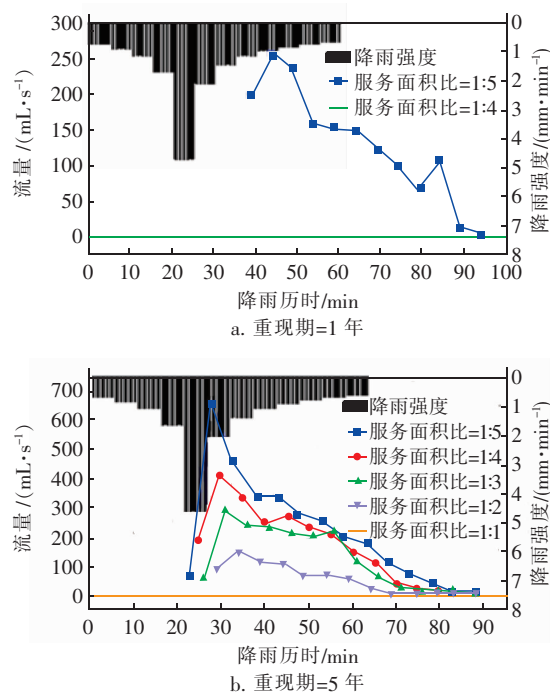 300
250
200
150
100
50
0
流量/(mL·s⁻¹)
0
1
2
3
4
5
6
7
8
降雨强度/(mm·min⁻¹)
降雨强度
服务面积比=1∶5
服务面积比=1∶4
0 10 20 30 40 50 60 70 80 90 100
降雨历时/min
a. 重现期=1 年
700
600
500
400
300
200
100
0
流量/(mL·s⁻¹)
0
1
2
3
4
5
6
7
8
降雨强度/(mm·min⁻¹)
降雨强度
服务面积比=1∶5
服务面积比=1∶4
服务面积比=1∶3
服务面积比=1∶2
服务面积比=1∶1
0 10 20 30 40 50 60 70 80 90
降雨历时/min
b. 重现期=5 年